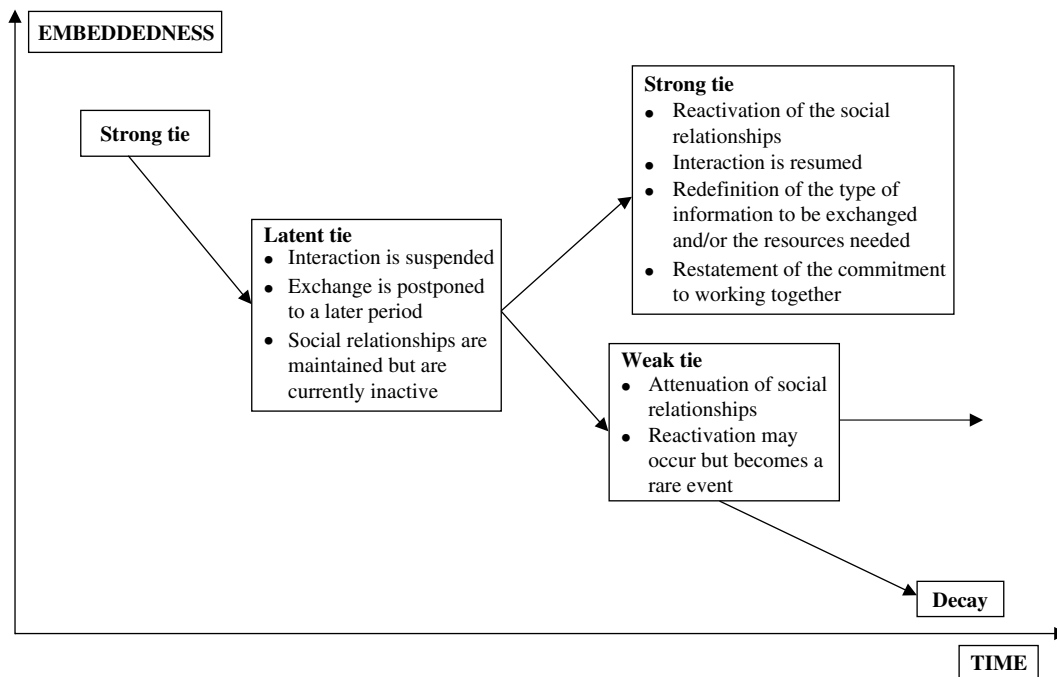 EMBEDDEDNESS
Strong tie
Latent tie
● Interaction is suspended
● Exchange is postponed
to a later period
● Social relationships are
maintained but are
currently inactive
Strong tie
● Reactivation of the social
relationships
● Interaction is resumed
● Redefinition of the type of
information to be exchanged
and/or the resources needed
● Restatement of the commitment
to working together
Weak tie
● Attenuation of social
relationships
● Reactivation may
occur but becomes a
rare event
Decay
TIME